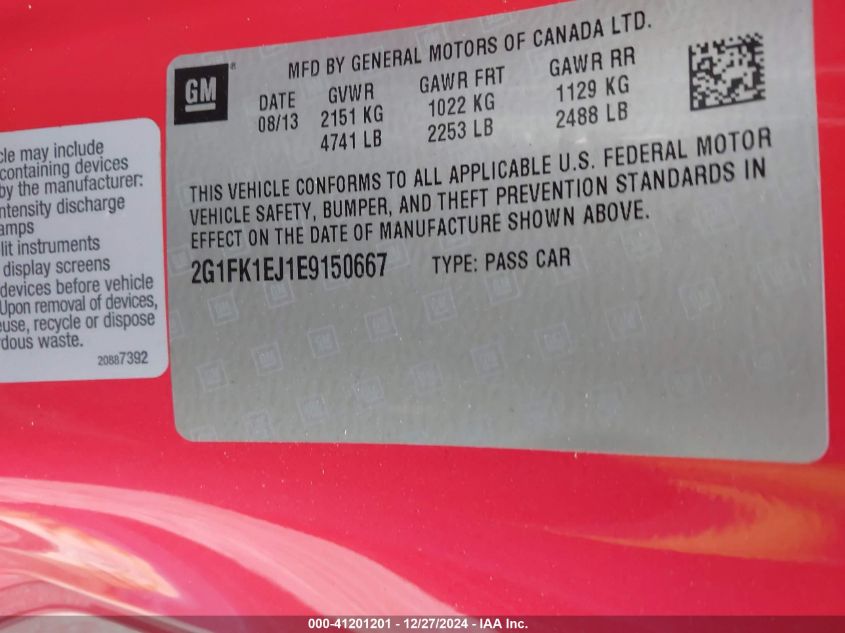 GM
MFD BY GENERAL MOTORS OF CANADA LTD.
DATE GVWR GAWR FRT GAWR RR
08/13 2151 KG 1022 KG 1129 KG
4741 LB 2253 LB 2488 LB
THIS VEHICLE CONFORMS TO ALL APPLICABLE U.S. FEDERAL MOTOR
VEHICLE SAFETY, BUMPER, AND THEFT PREVENTION STANDARDS IN
EFFECT ON THE DATE OF MANUFACTURE SHOWN ABOVE.
2G1FK1EJ1E9150667 TYPE: PASS CAR
cle may include
containing devices
by the manufacturer:
ntensity discharge
amps
lit instruments
display screens
devices before vehicle
Upon removal of devices,
euse, recycle or dispose
rdous waste.
20887392
000-41201201 - 12/27/2024 - IAA Inc.